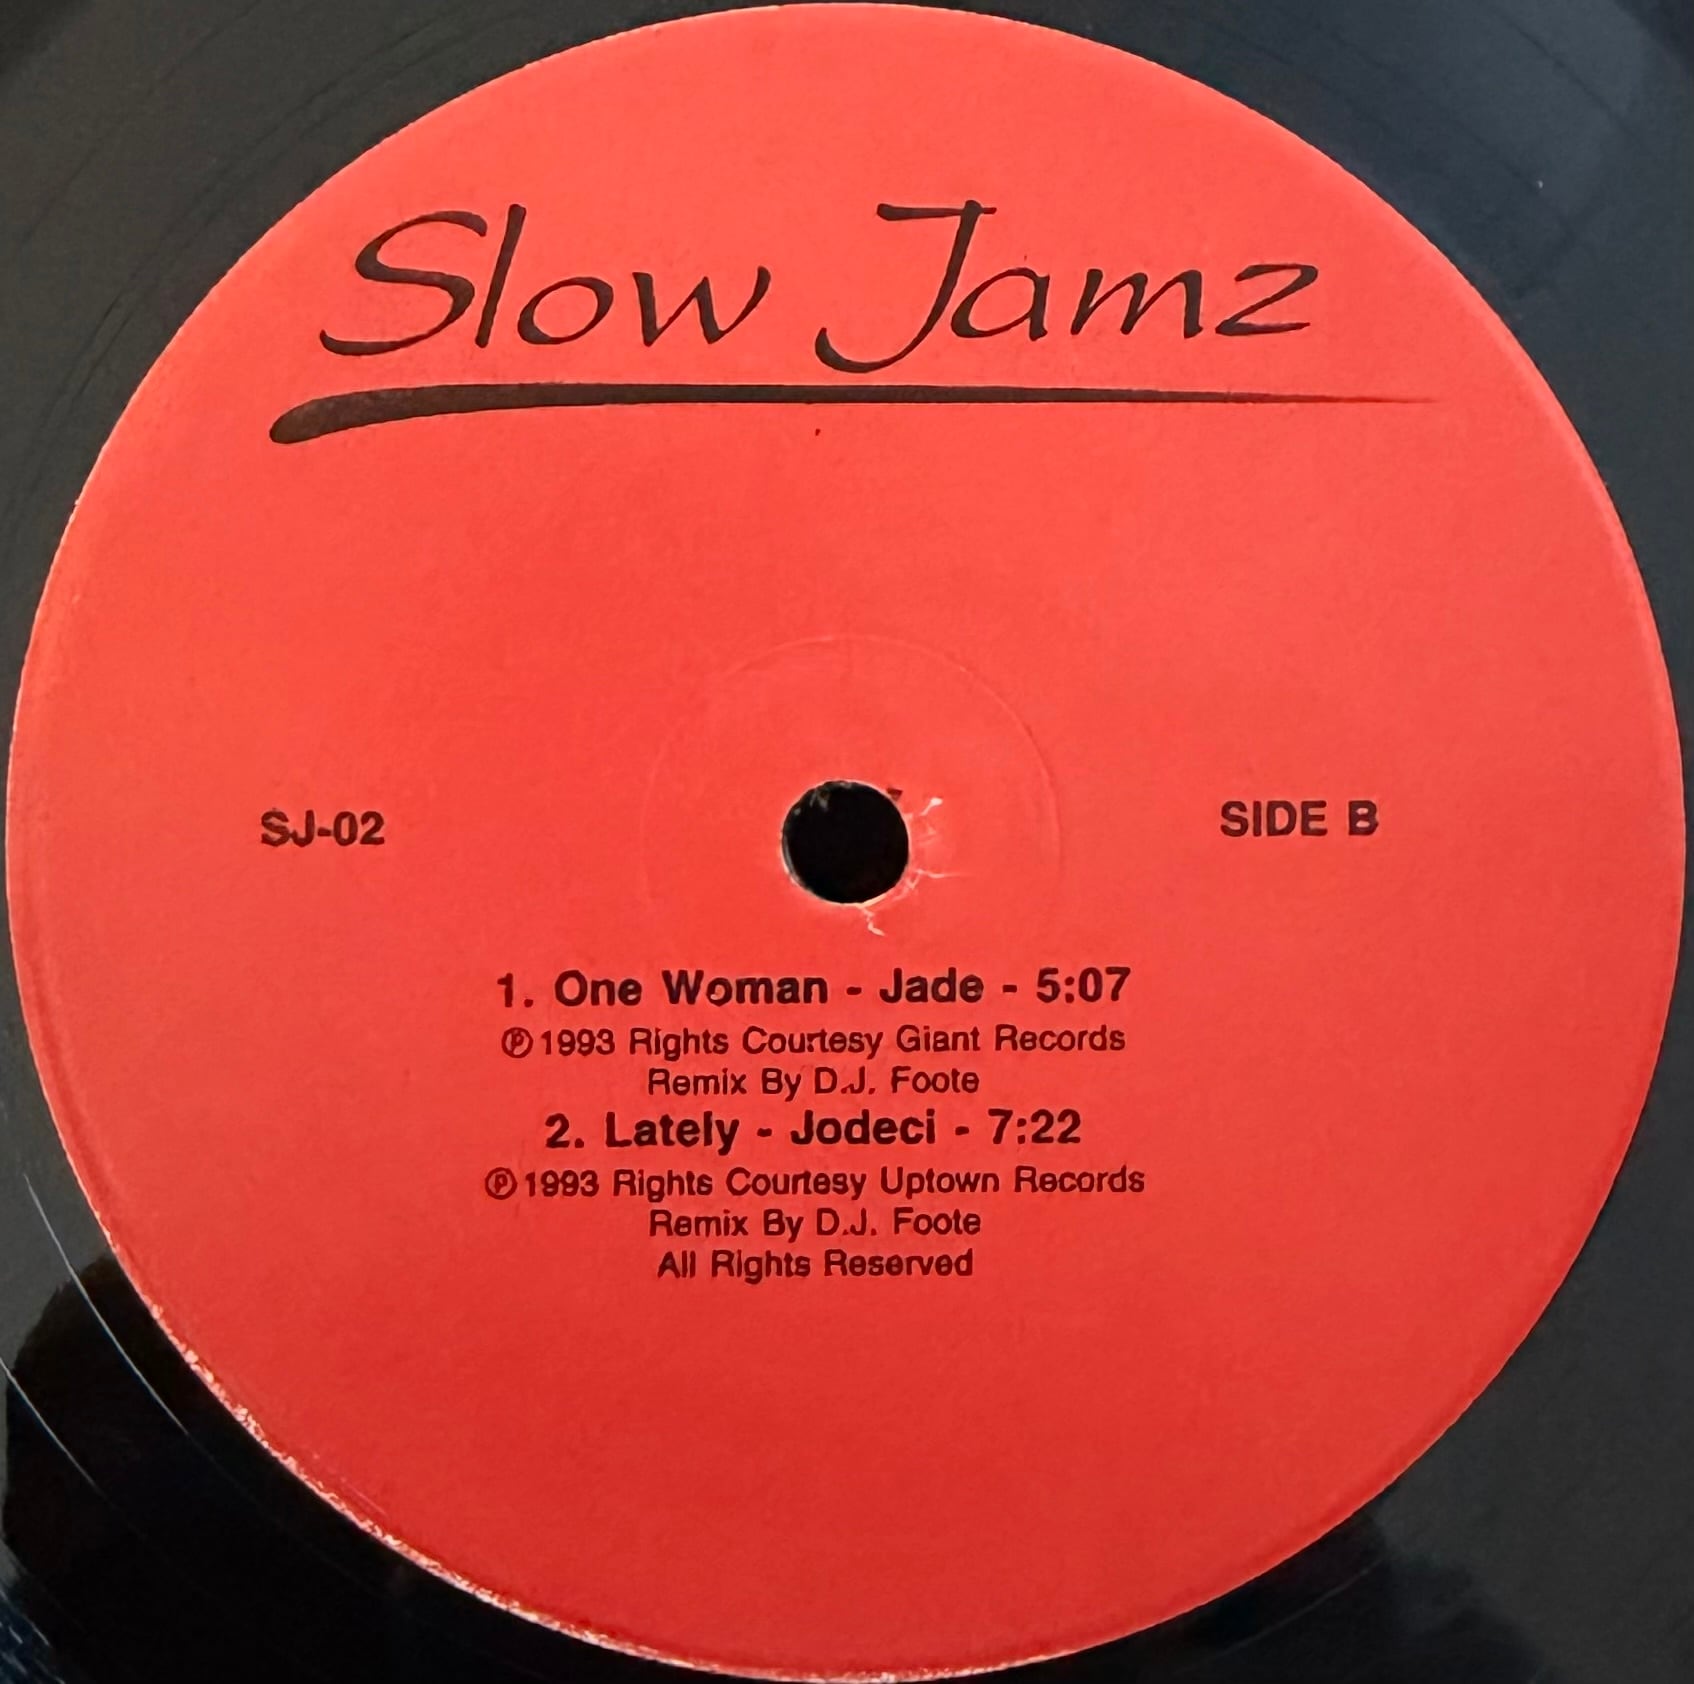 Slow Jamz
SJ-02
SIDE B
1. One Woman - Jade - 5:07
℗1993 Rights Courtesy Giant Records
Remix By D.J. Foote
2. Lately - Jodeci - 7:22
℗1993 Rights Courtesy Uptown Records
Remix By D.J. Foote
All Rights Reserved